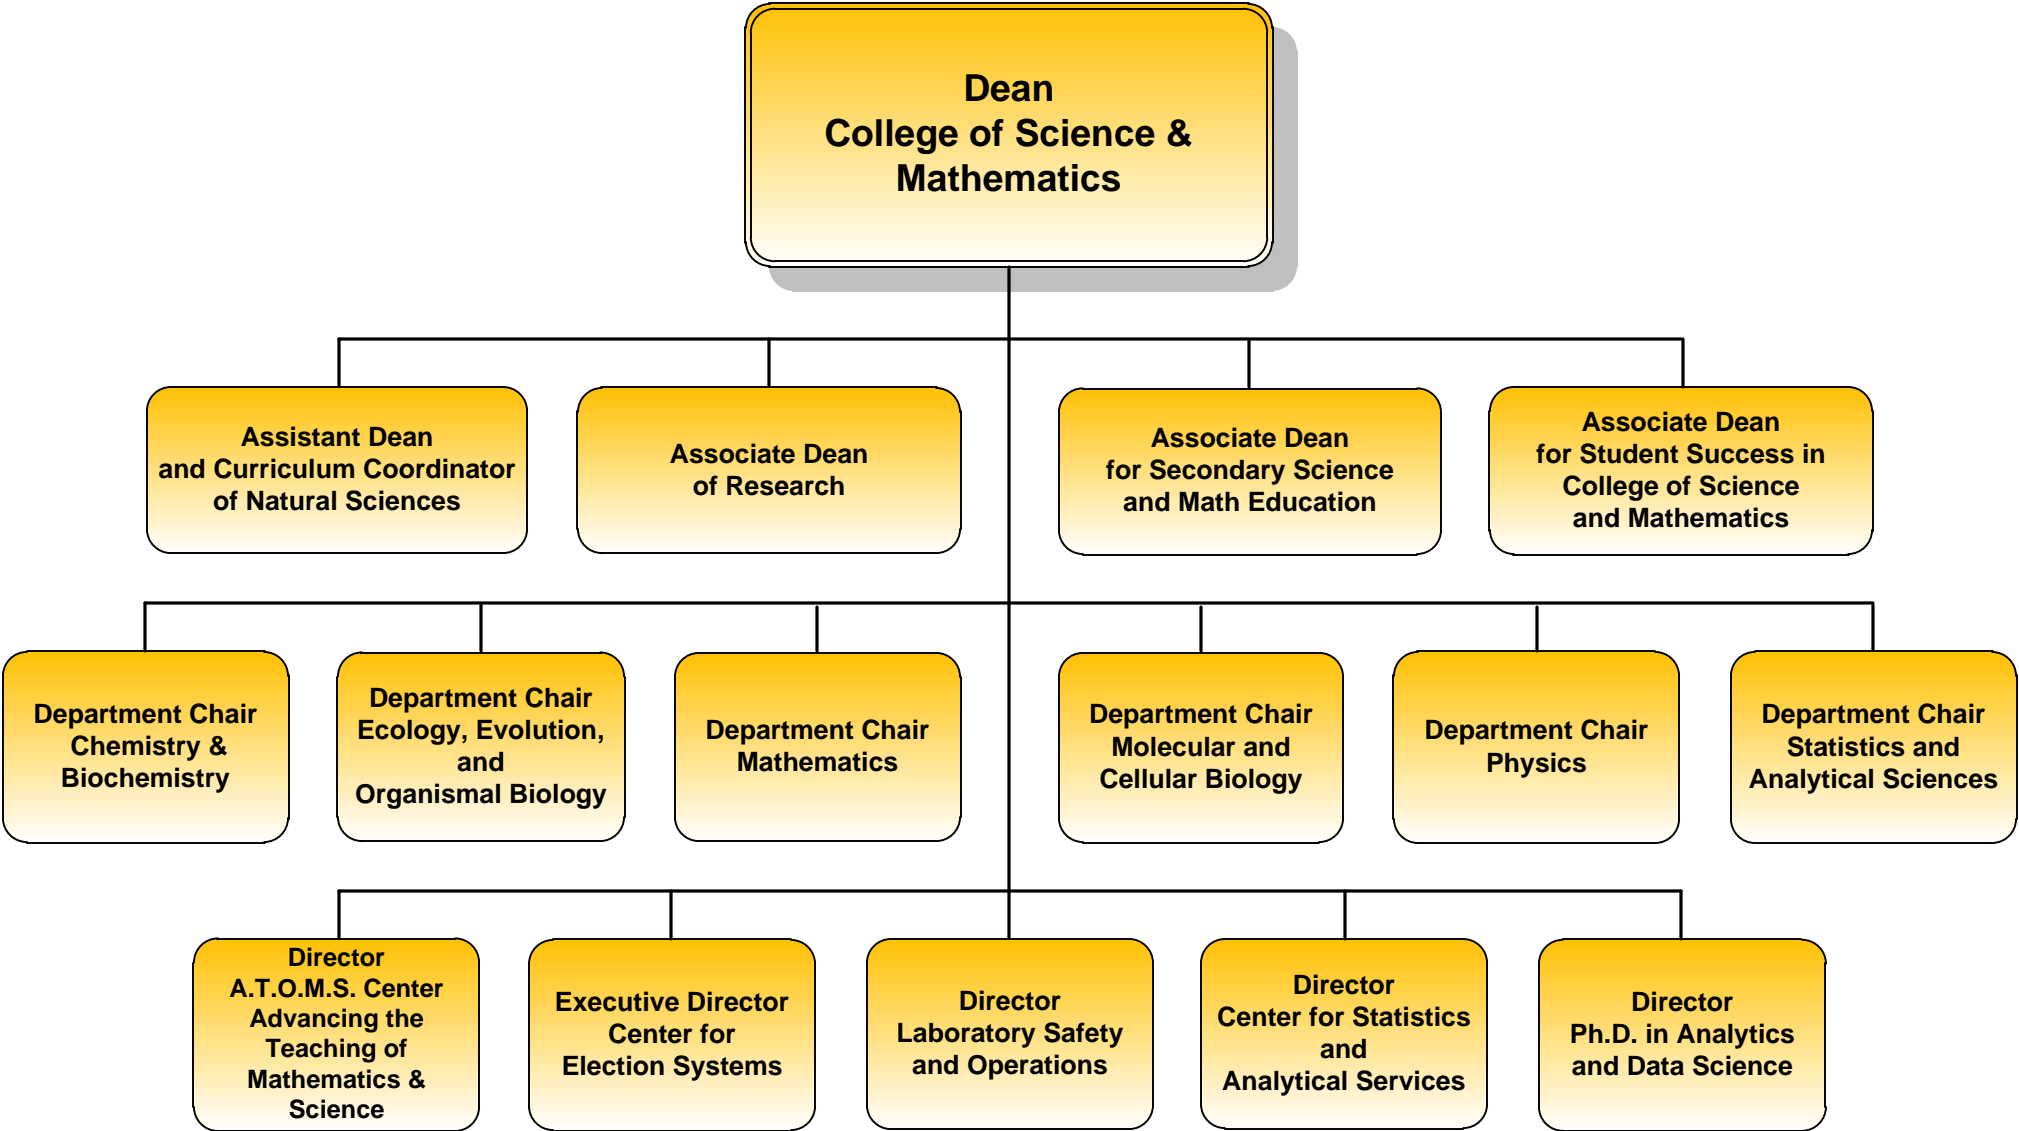 Dean
College of Science &
Mathematics
Assistant Dean
and Curriculum Coordinator
of Natural Sciences
Associate Dean
of Research
Associate Dean
for Secondary Science
and Math Education
Associate Dean
for Student Success in
College of Science
and Mathematics
Department Chair
Chemistry &
Biochemistry
Department Chair
Ecology, Evolution,
and
Organismal Biology
Department Chair
Mathematics
Department Chair
Molecular and
Cellular Biology
Department Chair
Physics
Department Chair
Statistics and
Analytical Sciences
Director
A.T.O.M.S. Center
Advancing the
Teaching of
Mathematics &
Science
Executive Director
Center for
Election Systems
Director
Laboratory Safety
and Operations
Director
Center for Statistics
and
Analytical Services
Director
Ph.D. in Analytics
and Data Science